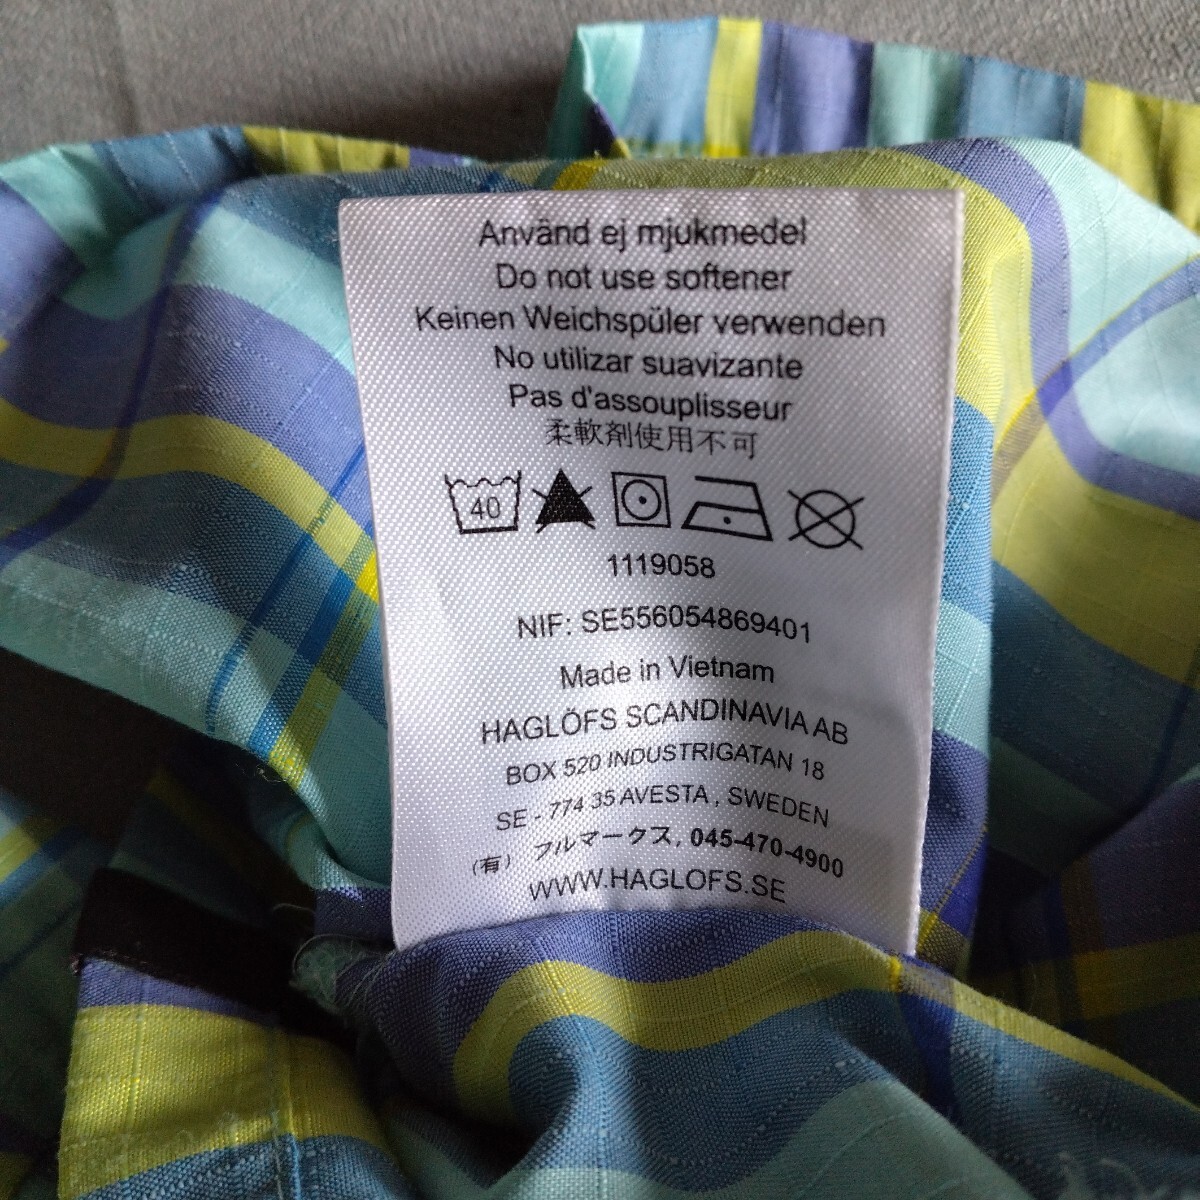 Använd ej mjukmedel
Do not use softener
Keinen Weichspüler verwenden
No utilizar suavizante
Pas d'assouplisseur
柔軟剤使用不可
40
1119058
NIF: SE556054869401
Made in Vietnam
HAGLÖFS SCANDINAVIA AB
BOX 520 INDUSTRIGATAN 18
SE - 774 35 AVESTA , SWEDEN
(有) フルマークス, 045-470-4900
WWW.HAGLOFS.SE